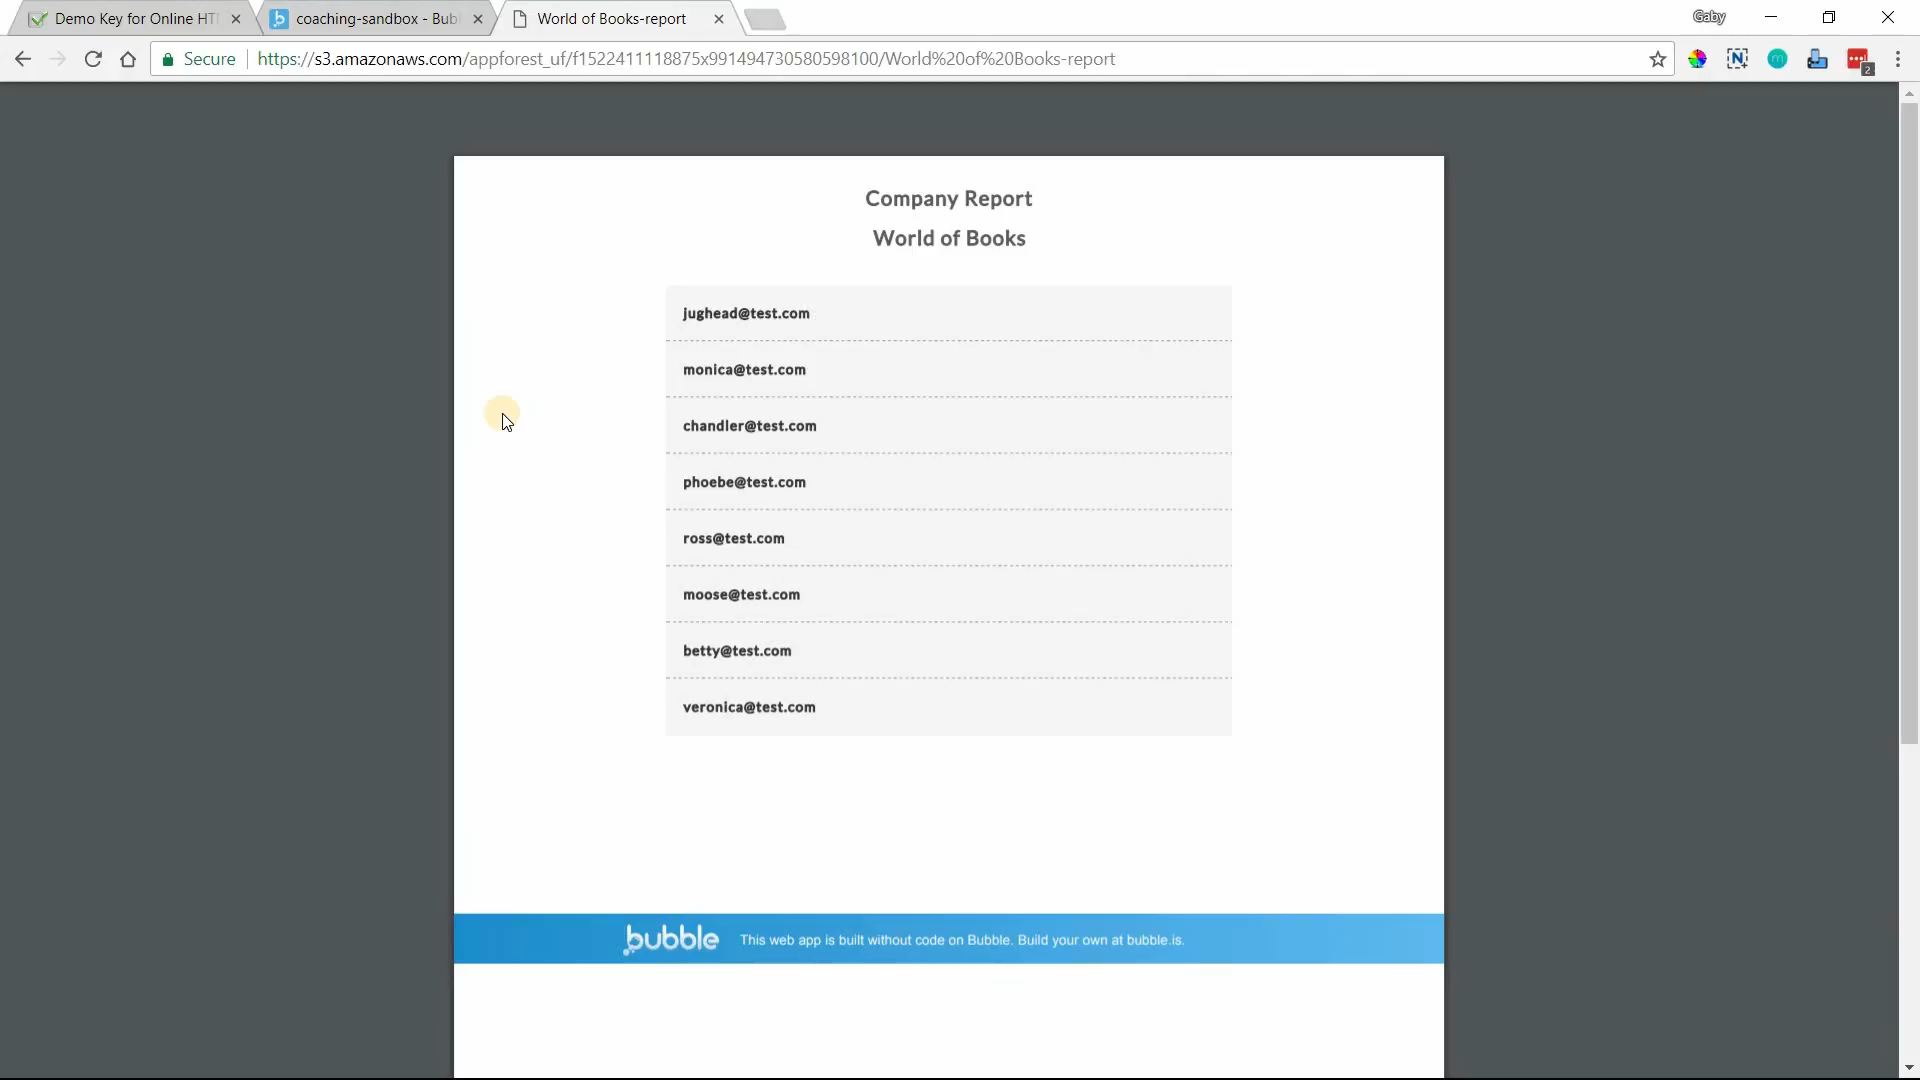 Demo Key for Online HT
coaching-sandbox - Bub
World of Books-report
Gaby
Secure
https://s3.amazonaws.com/appforest_uf/f1522411118875x991494730580598100/World%20of%20Books-report
N
m
2
Company Report
World of Books
jughead@test.com
monica@test.com
chandler@test.com
phoebe@test.com
ross@test.com
moose@test.com
betty@test.com
veronica@test.com
bubble This web app is built without code on Bubble. Build your own at bubble.is.